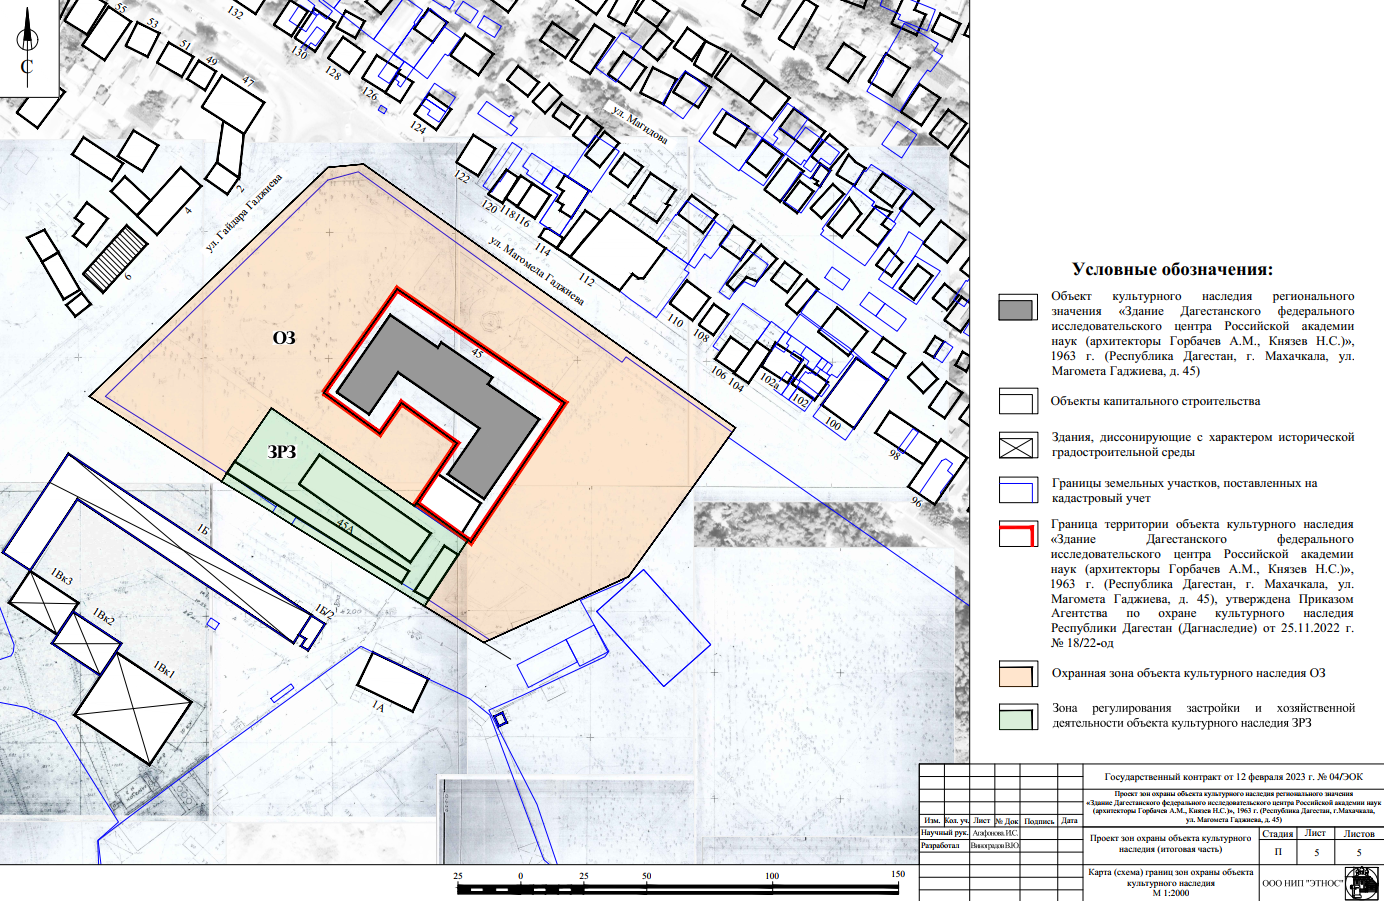 С
55
53
51
49
47
132
130
128
126
124
122
120
118
116
114
112
110
108
106
104
102а
102
100
98
96
2
4
6
ул. Гайдара Гаджиева
ул. Магидова
ул. Магомеда Гаджиева
ОЗ
45
ЗРЗ
45А
1Б
1Б/2
1Вк3
1Вк2
1Вк1
1А
Условные обозначения:
Объект культурного наследия регионального
значения «Здание Дагестанского федерального
исследовательского центра Российской академии
наук (архитекторы Горбачев А.М., Князев Н.С.)»,
1963 г. (Республика Дагестан, г. Махачкала, ул.
Магомета Гаджиева, д. 45)
Объекты капитального строительства
Здания, диссонирующие с характером исторической
градостроительной среды
Границы земельных участков, поставленных на
кадастровый учет
Граница территории объекта культурного наследия
«Здание Дагестанского федерального
исследовательского центра Российской академии
наук (архитекторы Горбачев А.М., Князев Н.С.)»,
1963 г. (Республика Дагестан, г. Махачкала, ул.
Магомета Гаджиева, д. 45), утверждена Приказом
Агентства по охране культурного наследия
Республики Дагестан (Дагнаследие) от 25.11.2022 г.
№ 18/22-од
Охранная зона объекта культурного наследия ОЗ
Зона регулирования застройки и хозяйственной
деятельности объекта культурного наследия ЗРЗ
25 0 25 50 100 150
Государственный контракт от 12 февраля 2023 г. № 04/ЭОК
Проект зон охраны объекта культурного наследия регионального значения
«Здание Дагестанского федерального исследовательского центра Российской академии наук
(архитекторы Горбачев А.М., Князев Н.С.)», 1963 г. (Республика Дагестан, г.Махачкала,
ул. Магомета Гаджиева, д. 45)
Изм. Кол. уч. Лист № Док Подпись Дата
Научный рук. Агафонова И.С.
Разработал Виноградов В.Ю.
Проект зон охраны объекта культурного
наследия (итоговая часть)
Стадия Лист Листов
П 5 5
Карта (схема) границ зон охраны объекта
культурного наследия
М 1:2000
ООО НИП "ЭТНОС"